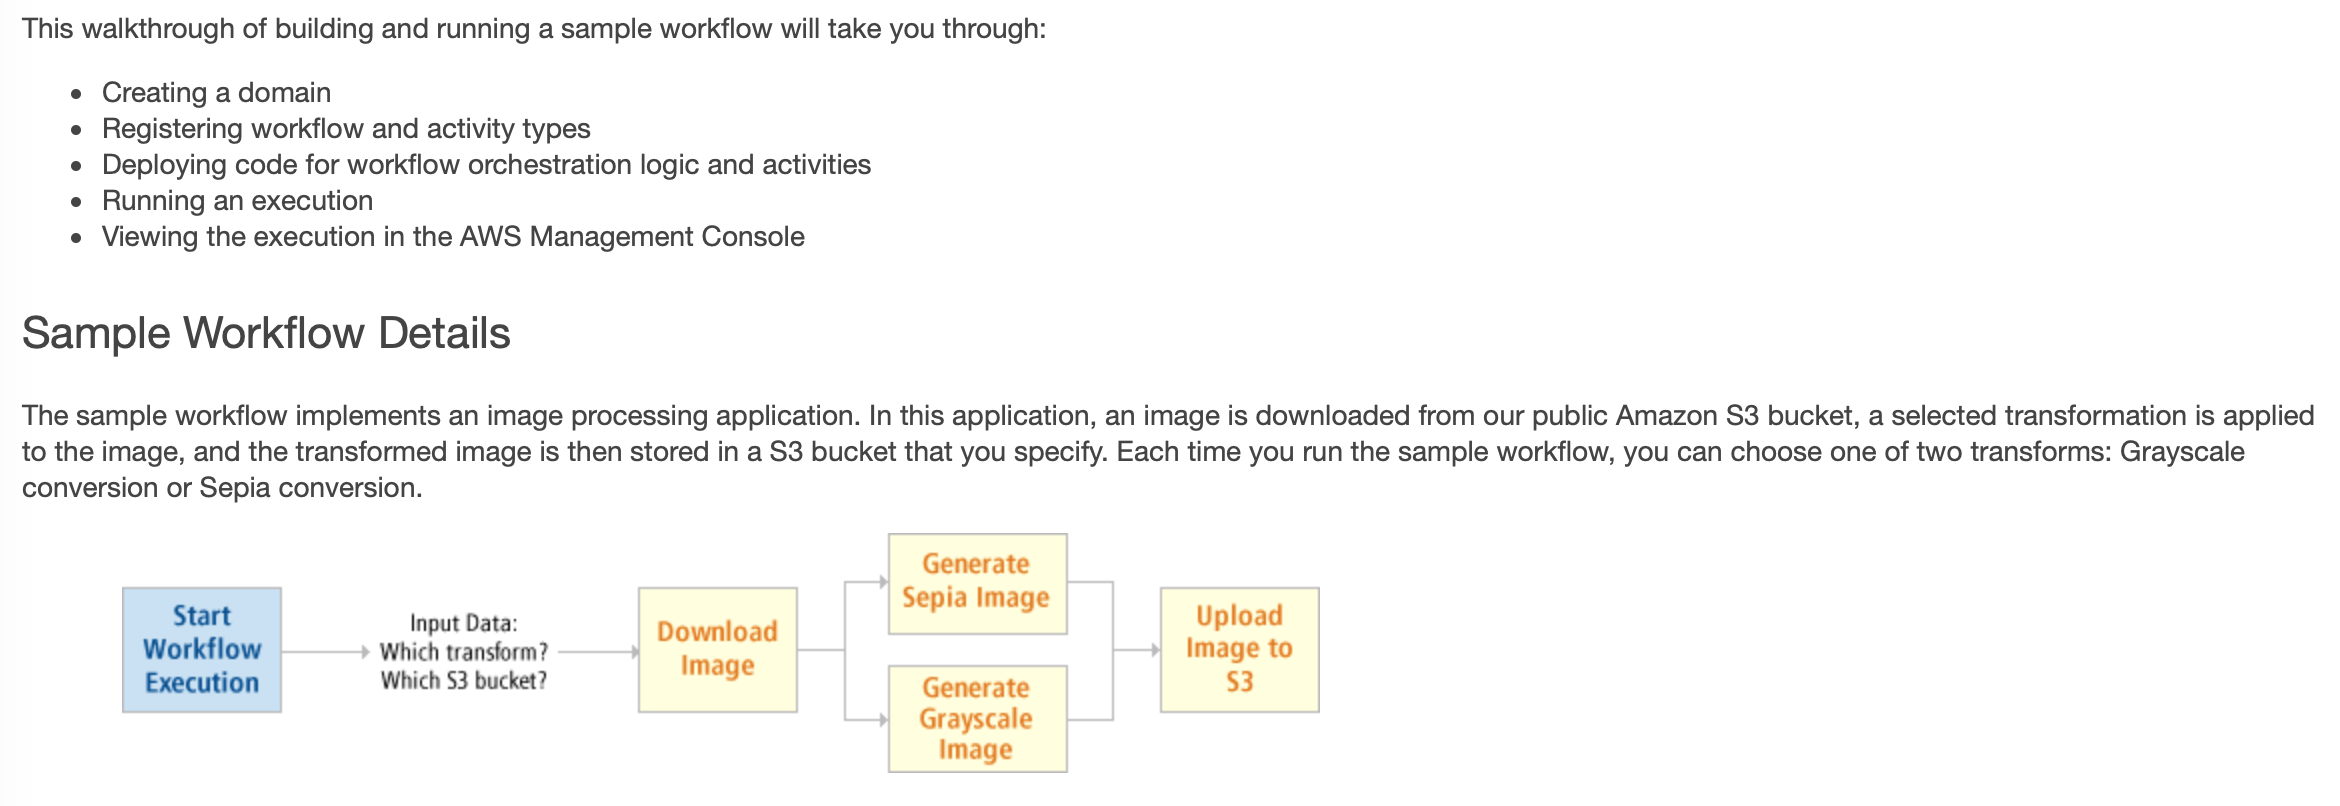 This walkthrough of building and running a sample workflow will take you through:
• Creating a domain
• Registering workflow and activity types
• Deploying code for workflow orchestration logic and activities
• Running an execution
• Viewing the execution in the AWS Management Console
Sample Workflow Details
The sample workflow implements an image processing application. In this application, an image is downloaded from our public Amazon S3 bucket, a selected transformation is applied
to the image, and the transformed image is then stored in a S3 bucket that you specify. Each time you run the sample workflow, you can choose one of two transforms: Grayscale
conversion or Sepia conversion.
Start
Workflow
Execution
Input Data:
Which transform?
Which S3 bucket?
Download
Image
Generate
Sepia Image
Generate
Grayscale
Image
Upload
Image to
S3